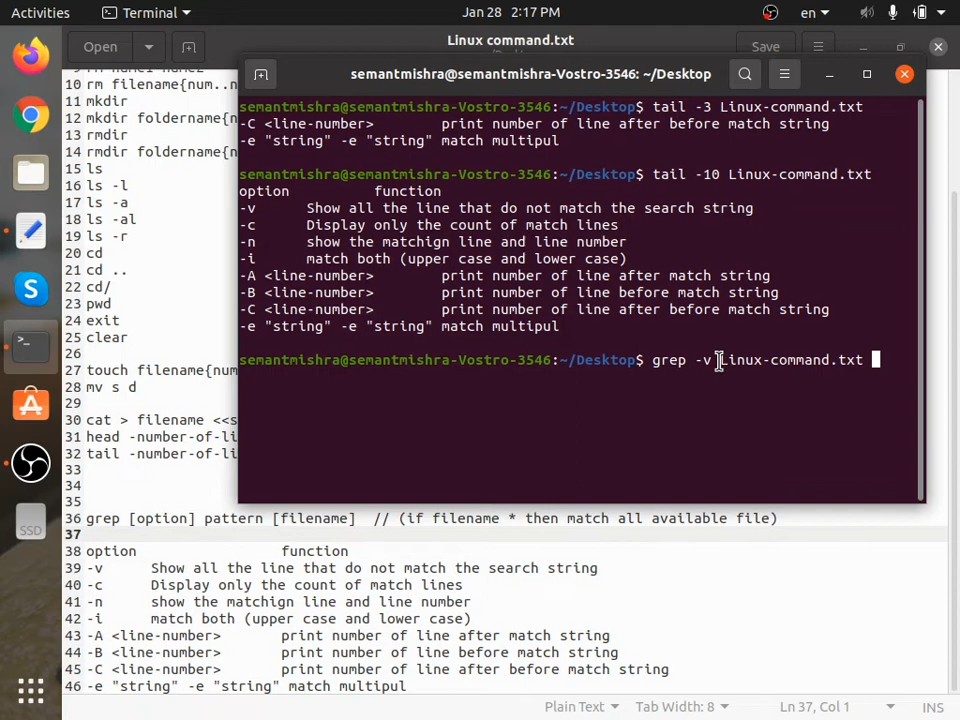 Activities Terminal Jan 28 2:17 PM en
Open Linux command.txt Save
semantmishra@semantmishra-Vostro-3546: ~/Desktop
semantmishra@semantmishra-Vostro-3546:~/Desktop$ tail -3 Linux-command.txt
-C <line-number> print number of line after before match string
-e "string" -e "string" match multipul
semantmishra@semantmishra-Vostro-3546:~/Desktop$ tail -10 Linux-command.txt
option function
-v Show all the line that do not match the search string
-c Display only the count of match lines
-n show the matchign line and line number
-i match both (upper case and lower case)
-A <line-number> print number of line after match string
-B <line-number> print number of line before match string
-C <line-number> print number of line after before match string
-e "string" -e "string" match multipul
semantmishra@semantmishra-Vostro-3546:~/Desktop$ grep -v Linux-command.txt
10 rm filename{num..n
11 mkdir
12 mkdir foldername{n
13 rmdir
14 rmdir foldername{n
15 ls
16 ls -l
17 ls -a
18 ls -al
19 ls -r
20 cd
21 cd ..
22 cd/
23 pwd
24 exit
25 clear
26
27 touch filename{num
28 mv s d
29
30 cat > filename <<s
31 head -number-of-li
32 tail -number-of-li
33
34
35
36 grep [option] pattern [filename] // (if filename * then match all available file)
37
38 option function
39 -v Show all the line that do not match the search string
40 -c Display only the count of match lines
41 -n show the matchign line and line number
42 -i match both (upper case and lower case)
43 -A <line-number> print number of line after match string
44 -B <line-number> print number of line before match string
45 -C <line-number> print number of line after before match string
46 -e "string" -e "string" match multipul
Plain Text Tab Width: 8 Ln 37, Col 1 INS
SSD